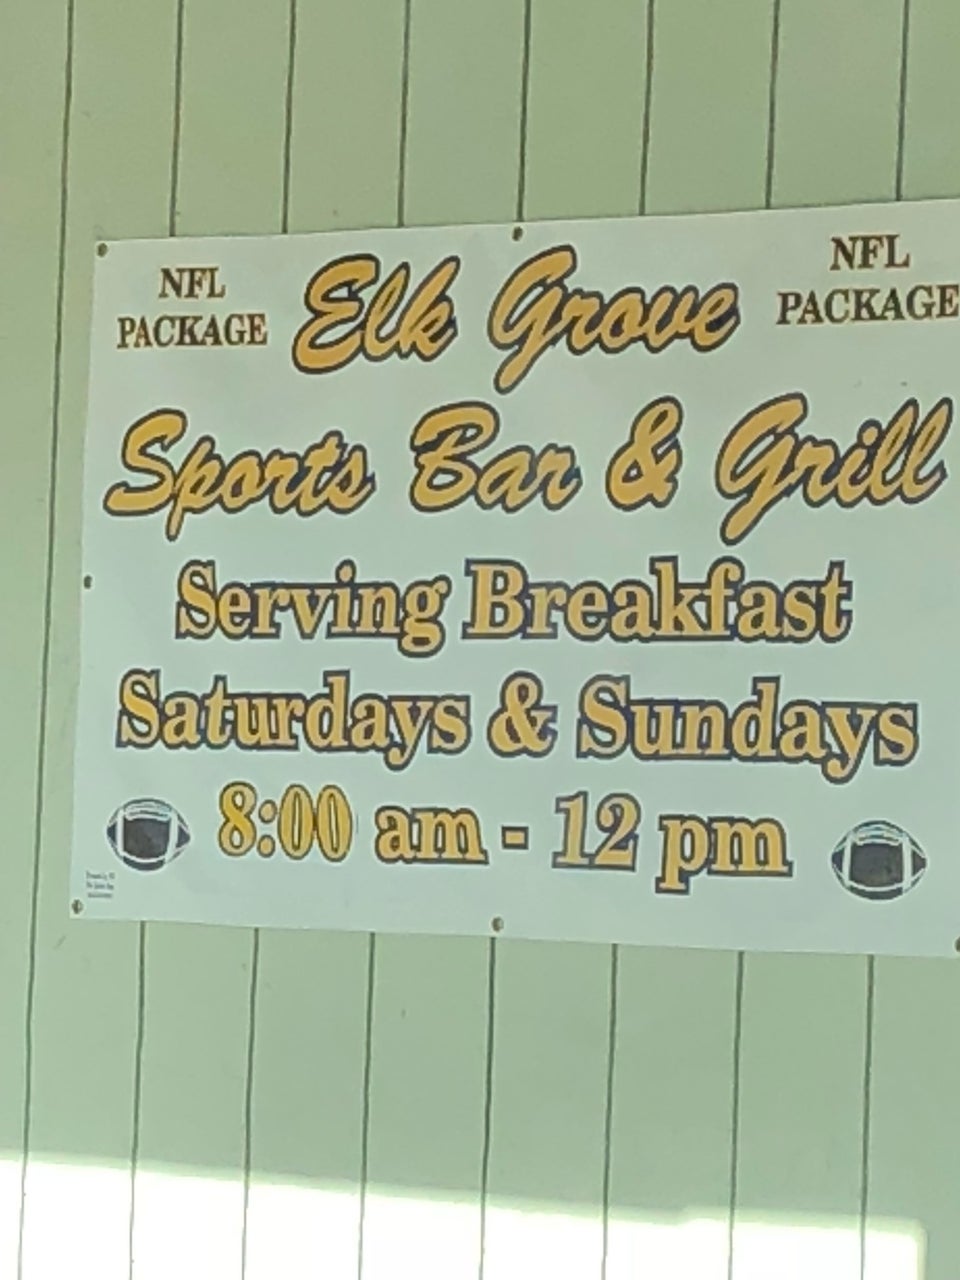 NFL PACKAGE
Elk Grove
NFL PACKAGE
Sports Bar & Grill
Serving Breakfast
Saturdays & Sundays
8:00 am - 12 pm